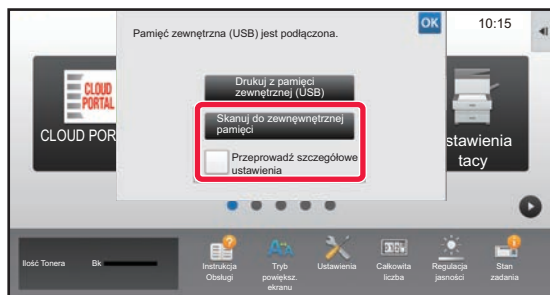 Pamięć zewnętrzna (USB) jest podłączona.
OK
10:15
Drukuj z pamięci
zewnętrznej (USB)
CLOUD
PORTAL
Skanuj do zewnęwnętrznej
pamięci
CLOUD POR
stawienia
tacy
Przeprowadź szczegółowe
ustawienia
Ilość Tonera
Bk
Instrukcja
Obsługi
Tryb
powiększ.
ekranu
Ustawienia
Całkowita
liczba
Regulacja
jasności
Stan
zadania